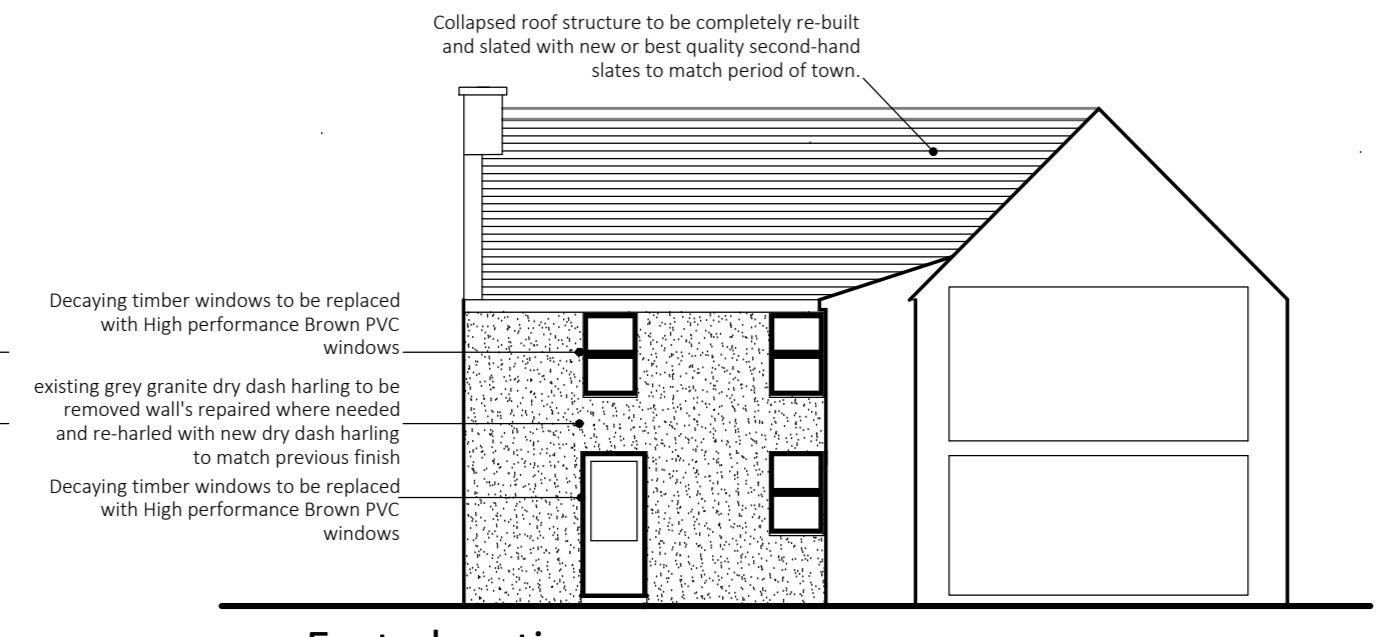 Collapsed roof structure to be completely re-built
and slated with new or best quality second-hand
slates to match period of town.
Decaying timber windows to be replaced
with High performance Brown PVC
windows
existing grey granite dry dash harling to be
removed wall's repaired where needed
and re-harled with new dry dash harling
to match previous finish
Decaying timber windows to be replaced
with High performance Brown PVC
windows